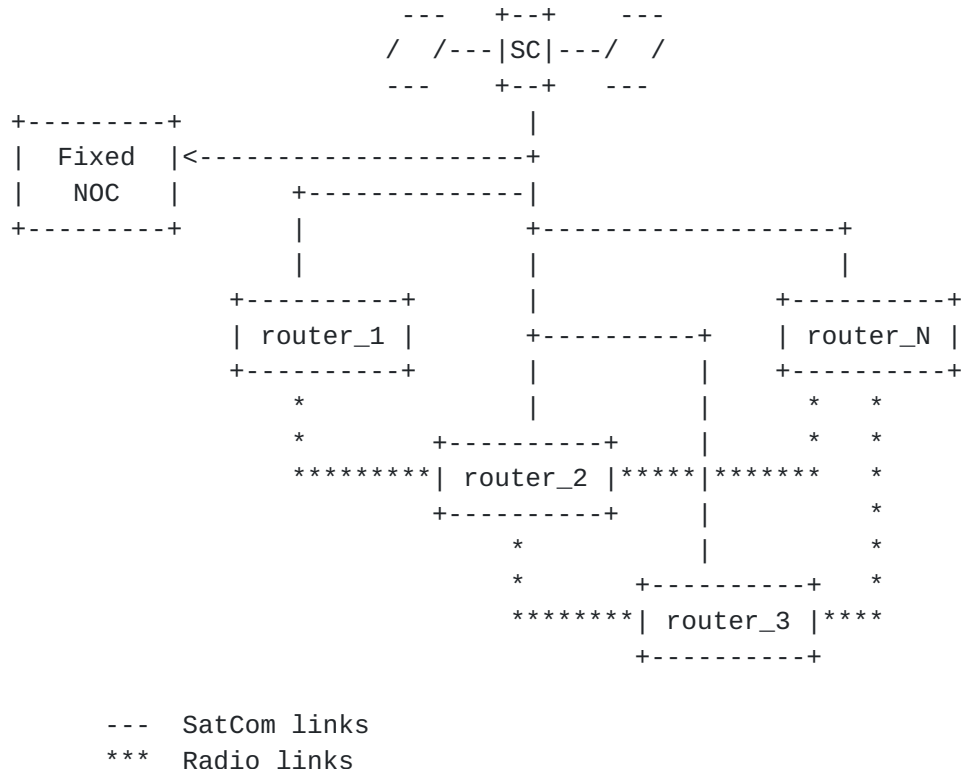 SC
Fixed
NOC
router_1
router_N
router_2
router_3
--- SatCom links
*** Radio links